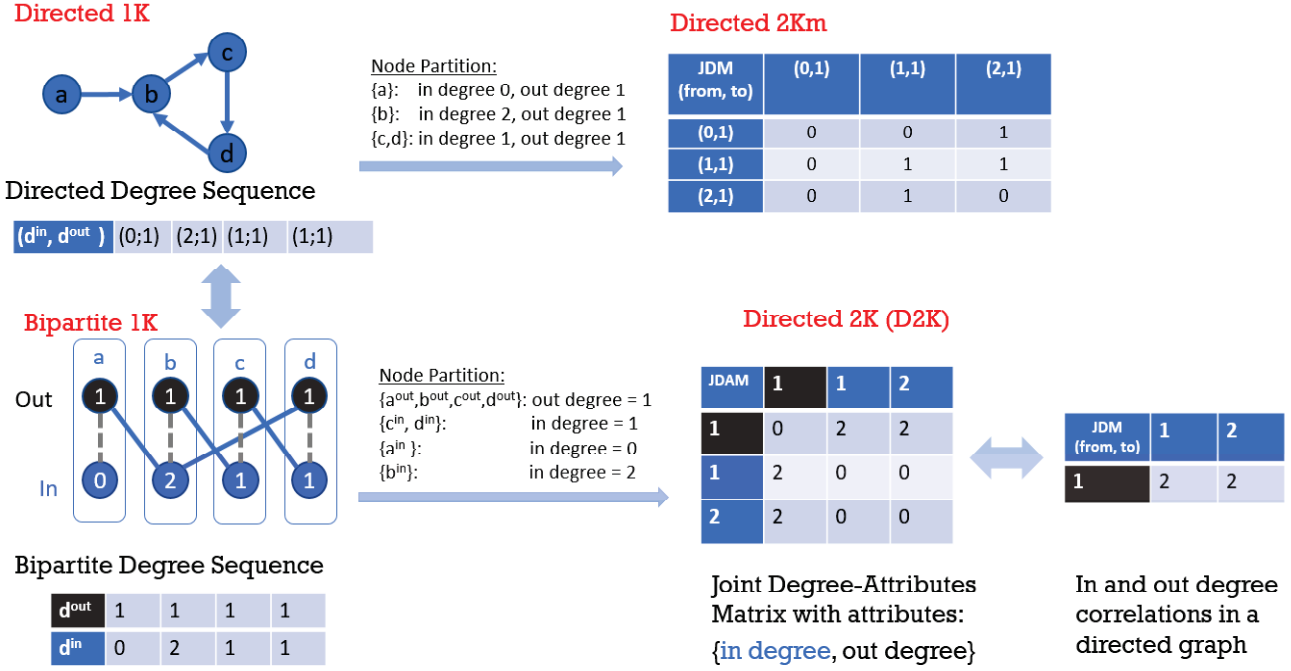 Directed 1K
a
b
c
d
Directed Degree Sequence
(dⁱⁿ, dᵒᵘᵗ ) (0;1) (2;1) (1;1) (1;1)
Node Partition:
{a}: in degree 0, out degree 1
{b}: in degree 2, out degree 1
{c,d}: in degree 1, out degree 1
Directed 2Km
JDM (0,1) (1,1) (2,1)
(from, to)
(0,1) 0 0 1
(1,1) 0 1 1
(2,1) 0 1 0
Bipartite 1K
a b c d
Out 1 1 1 1
In 0 2 1 1
Bipartite Degree Sequence
dᵒᵘᵗ 1 1 1 1
dⁱⁿ 0 2 1 1
Node Partition:
{aᵒᵘᵗ,bᵒᵘᵗ,cᵒᵘᵗ,dᵒᵘᵗ}: out degree = 1
{cⁱⁿ, dⁱⁿ}: in degree = 1
{aⁱⁿ }: in degree = 0
{bⁱⁿ}: in degree = 2
Directed 2K (D2K)
JDAM 1 1 2
1 0 2 2
1 2 0 0
2 2 0 0
Joint Degree-Attributes
Matrix with attributes:
{in degree, out degree}
JDM 1 2
(from, to)
1 2 2
In and out degree
correlations in a
directed graph